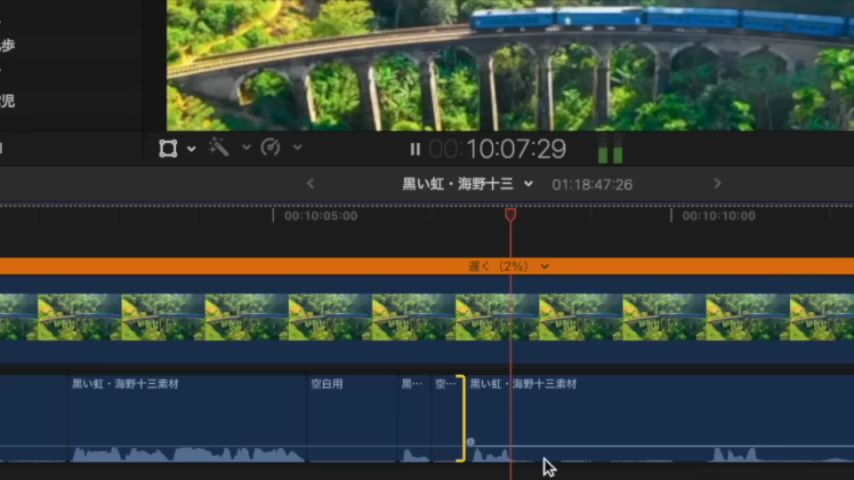 歩
児
00:10:07:29
黒い虹・海野十三
01:18:47:26
00:10:05:00
00:10:10:00
遅く (2%)
黒い虹・海野十三素材
空白用
黒…
空…
黒い虹・海野十三素材